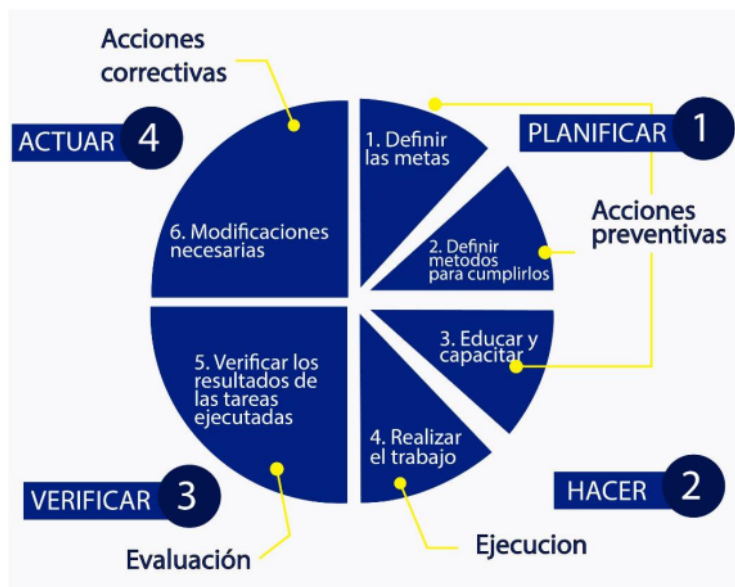 Acciones
correctivas
ACTUAR 4
1. Definir
las metas
PLANIFICAR 1
Acciones
preventivas
6. Modificaciones
necesarias
2. Definir
metodos
para cumplirlos
3. Educar y
capacitar
5. Verificar los
resultados de
las tareas
ejecutadas
4. Realizar
el trabajo
VERIFICAR 3
HACER 2
Evaluación
Ejecucion